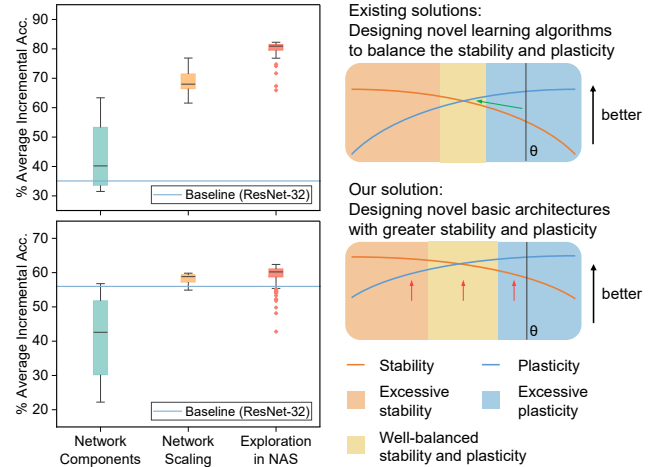 % Average Incremental Acc.
80
70
60
50
40
30
Baseline (ResNet-32)
% Average Incremental Acc.
70
60
50
40
30
20
Baseline (ResNet-32)
Network
Components
Network
Scaling
Exploration
in NAS
Existing solutions:
Designing novel learning algorithms
to balance the stability and plasticity
θ
better
Our solution:
Designing novel basic architectures
with greater stability and plasticity
θ
better
Stability
Plasticity
Excessive
stability
Excessive
plasticity
Well-balanced
stability and plasticity